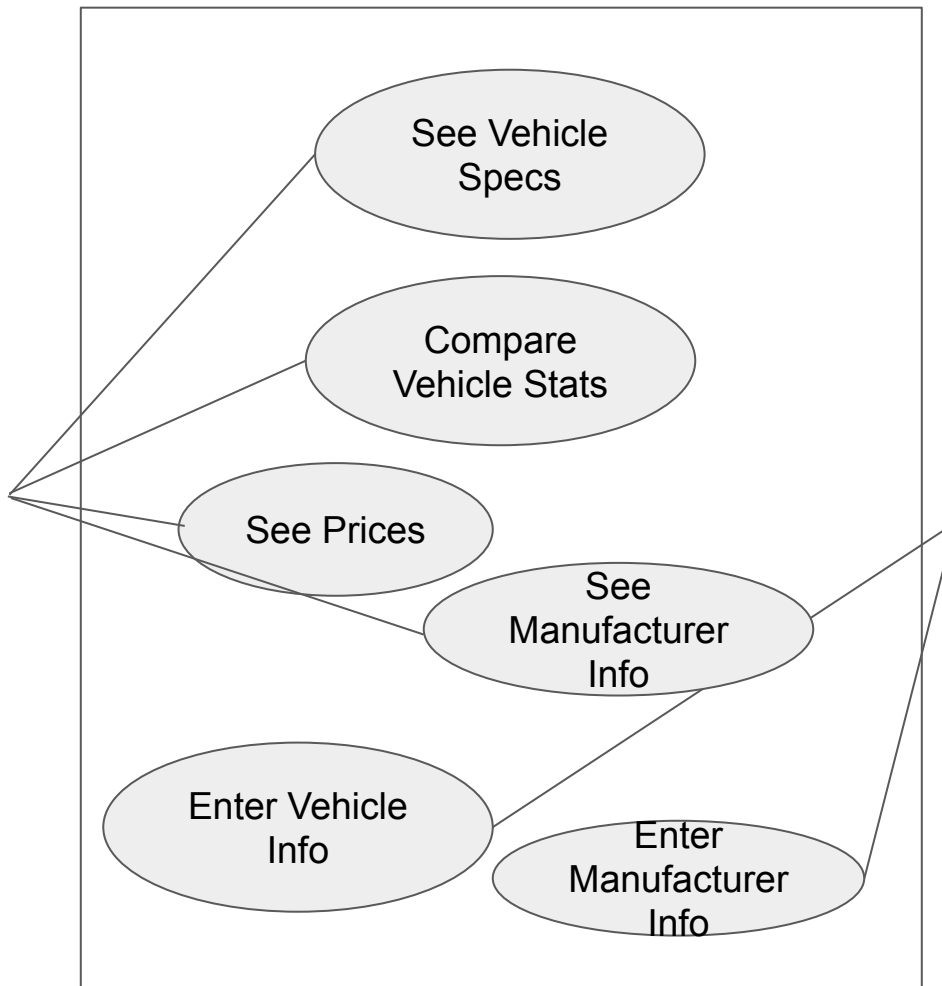 See Vehicle
Specs
Compare
Vehicle Stats
See Prices
See
Manufacturer
Info
Enter Vehicle
Info
Enter
Manufacturer
Info